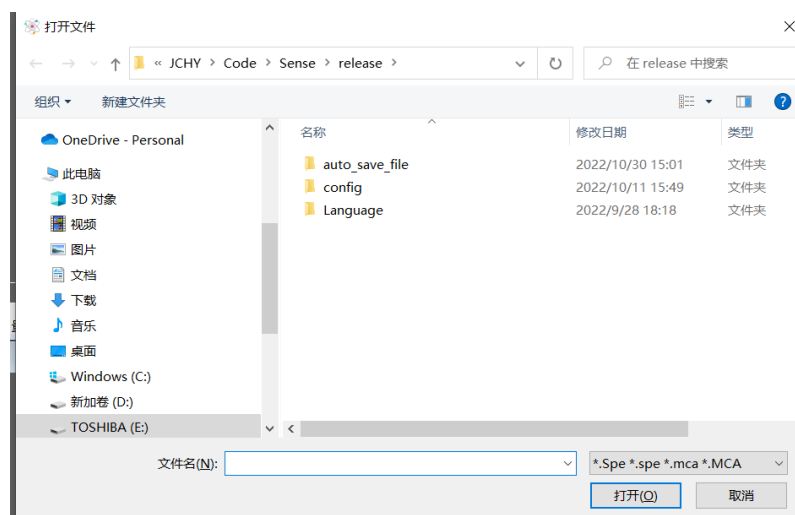 打开文件
« JCHY > Code > Sense > release >
在 release 中搜索
组织
新建文件夹
?
OneDrive - Personal
此电脑
3D 对象
视频
图片
文档
下载
音乐
桌面
Windows (C:)
新加卷 (D:)
TOSHIBA (E:)
名称 修改日期 类型
auto_save_file 2022/10/30 15:01 文件夹
config 2022/10/11 15:49 文件夹
Language 2022/9/28 18:18 文件夹
文件名(N):
*.Spe *.spe *.mca *.MCA
打开(O)
取消